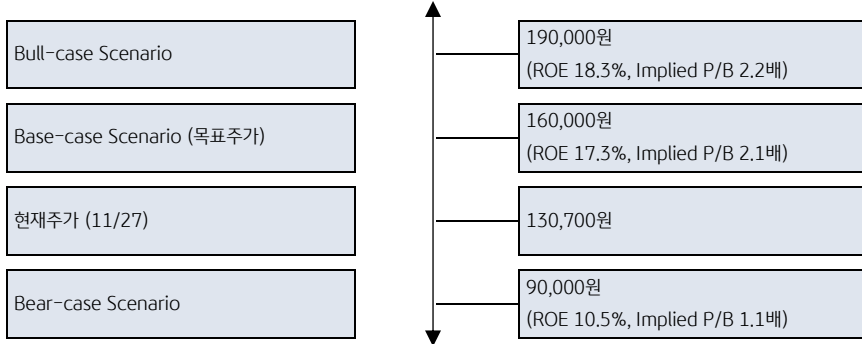 Bull-case Scenario
190,000원
(ROE 18.3%, Implied P/B 2.2배)
Base-case Scenario (목표주가)
160,000원
(ROE 17.3%, Implied P/B 2.1배)
현재주가 (11/27)
130,700원
Bear-case Scenario
90,000원
(ROE 10.5%, Implied P/B 1.1배)